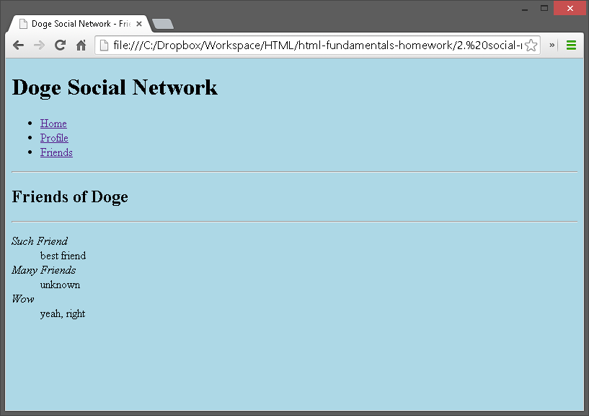 Doge Social Network - Frie
file:///C:/Dropbox/Workspace/HTML/html-fundamentals-homework/2.%20social-
Doge Social Network
Home
Profile
Friends
Friends of Doge
Such Friend
best friend
Many Friends
unknown
Wow
yeah, right